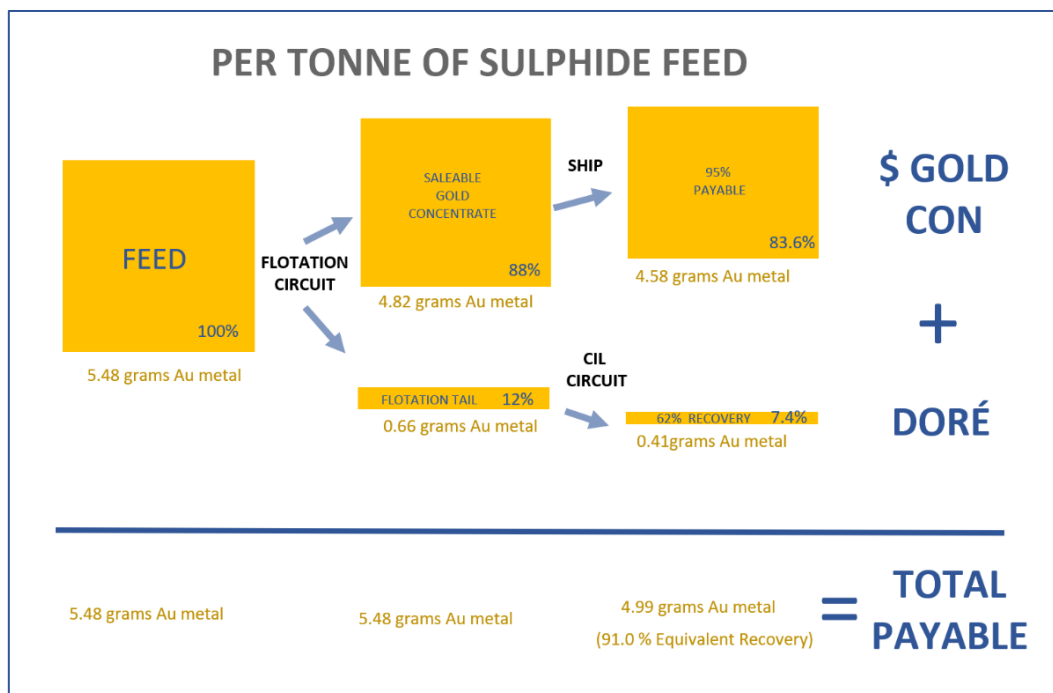 PER TONNE OF SULPHIDE FEED
FEED
100%
5.48 grams Au metal
FLOTATION
CIRCUIT
SALEABLE
GOLD
CONCENTRATE
88%
4.82 grams Au metal
SHIP
95%
PAYABLE
83.6%
4.58 grams Au metal
$ GOLD
CON
+
FLOTATION TAIL 12%
0.66 grams Au metal
CIL
CIRCUIT
62% RECOVERY 7.4%
0.41grams Au metal
DORÉ
5.48 grams Au metal
5.48 grams Au metal
4.99 grams Au metal
(91.0 % Equivalent Recovery)
=
TOTAL
PAYABLE